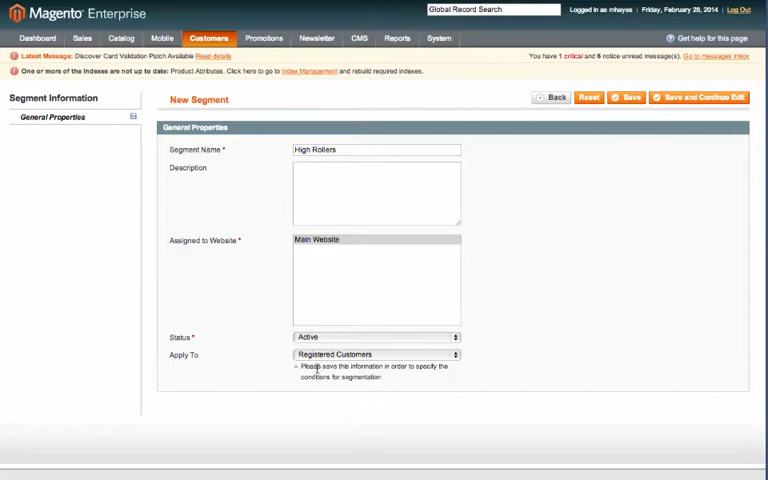 Magento Enterprise
Global Record Search
Logged in as mhayes | Friday, February 28, 2014 | Log Out
Dashboard Sales Catalog Mobile Customers Promotions Newsletter CMS Reports System Get help for this page
Latest Message: Discover Card Validation Patch Available Read details You have 1 critical and 6 notice unread message(s). Go to messages inbox
One or more of the Indexes are not up to date: Product Attributes. Click here to go to Index Management and rebuild required indexes.
Segment Information
General Properties
New Segment
Back Reset Save Save and Continue Edit
General Properties
Segment Name * High Rollers
Description
Assigned to Website * Main Website
Status * Active
Apply To Registered Customers
Please save this information in order to specify the
conditions for segmentation